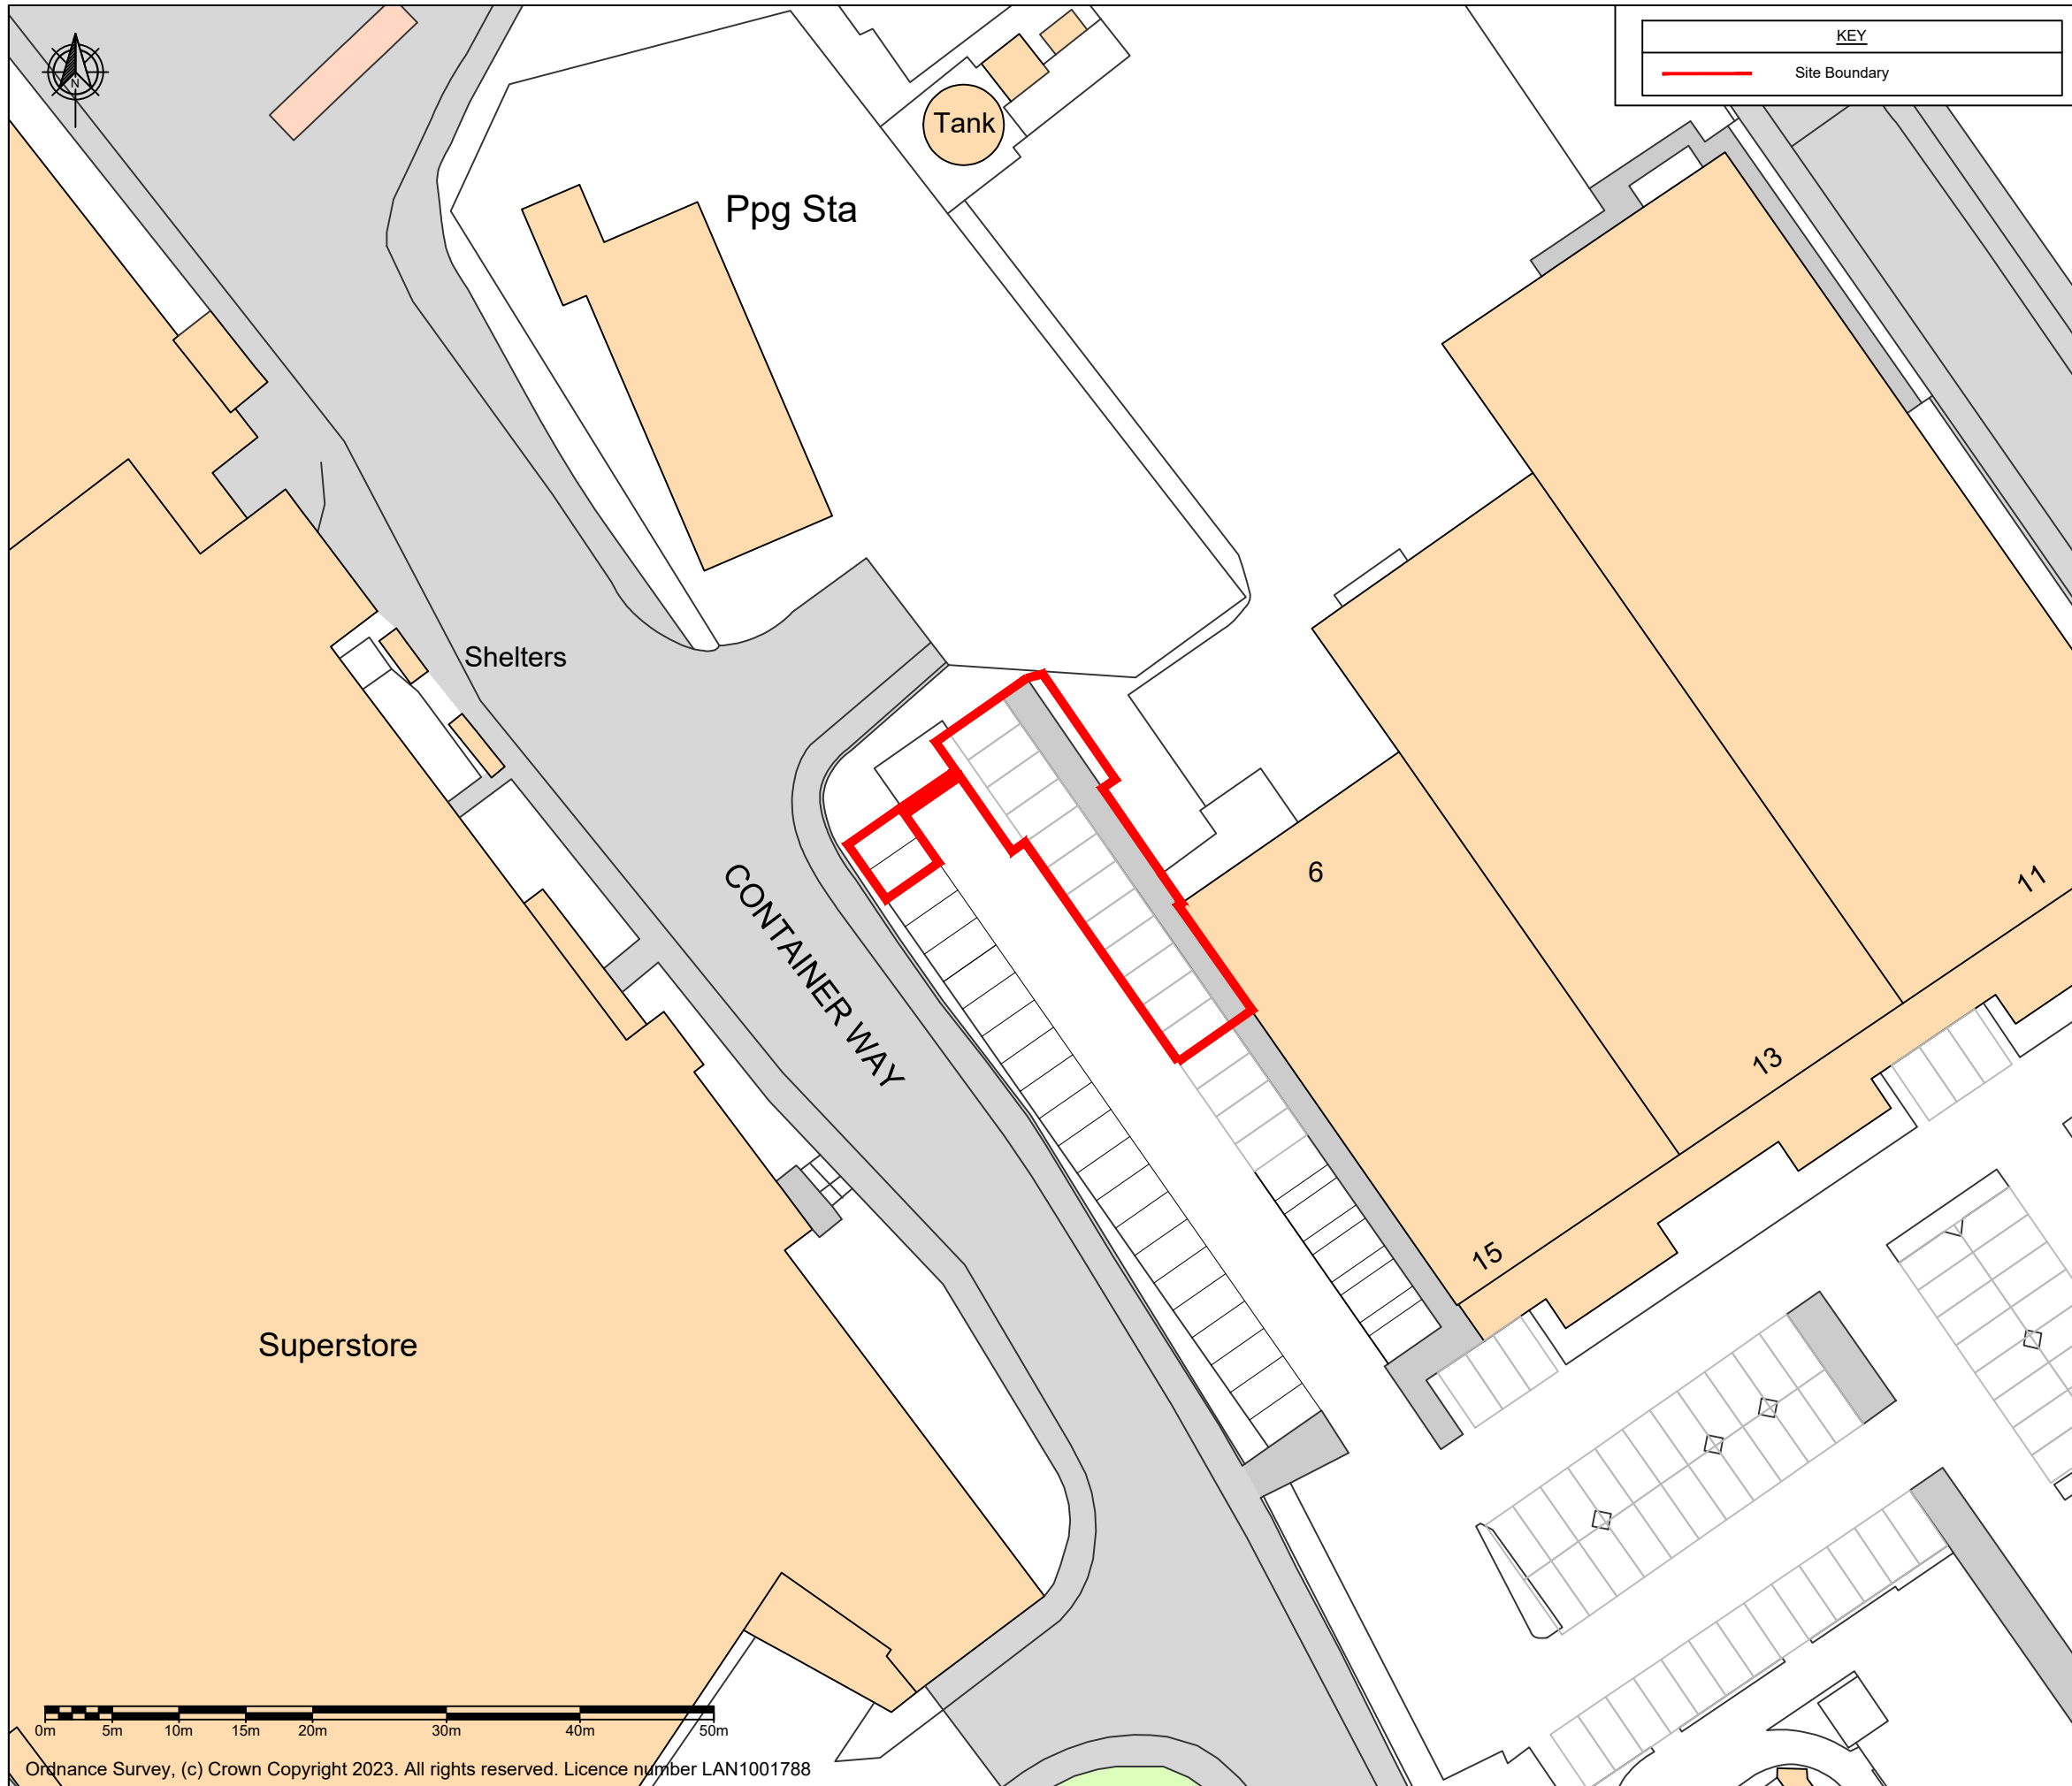 KEY
Site Boundary
N
Tank
Ppg Sta
Shelters
CONTAINER WAY
6
11
13
15
Superstore
0m 5m 10m 15m 20m 30m 40m 50m
Ordnance Survey, (c) Crown Copyright 2023. All rights reserved. Licence number LAN1001788